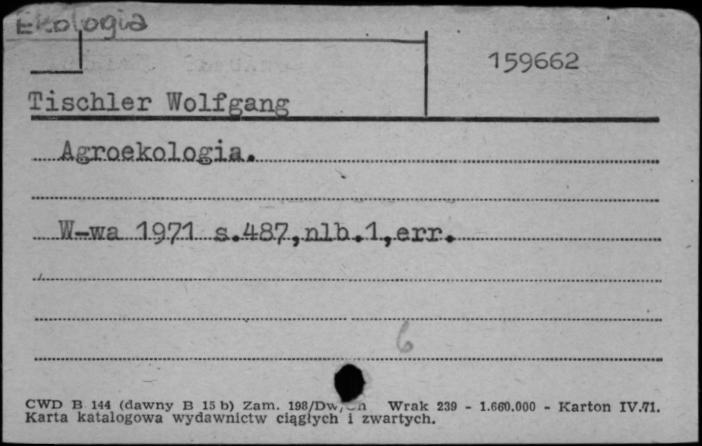 Ekologia
159662
Tischler Wolfgang
Agroekologia.
W-wa 1971 s.487,nlb.1,err.
6
CWD B 144 (dawny B 15 b) Zam. 198/Dw/ Wrak 239 - 1.660.000 - Karton IV.71.
Karta katalogowa wydawnictw ciągłych i zwartych.